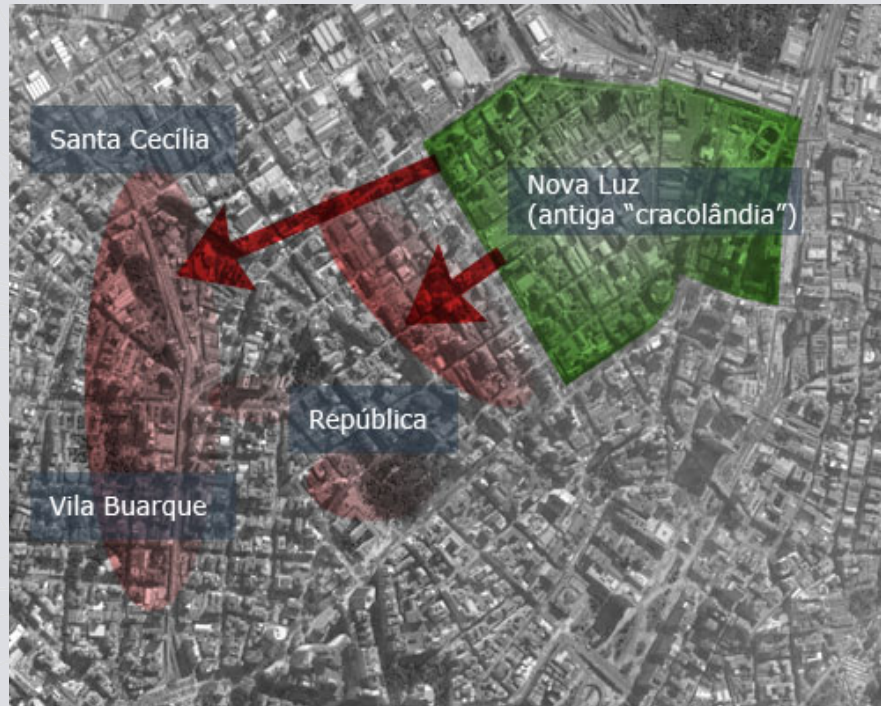 Santa Cecília
Nova Luz
(antiga “cracolândia”)
República
Vila Buarque